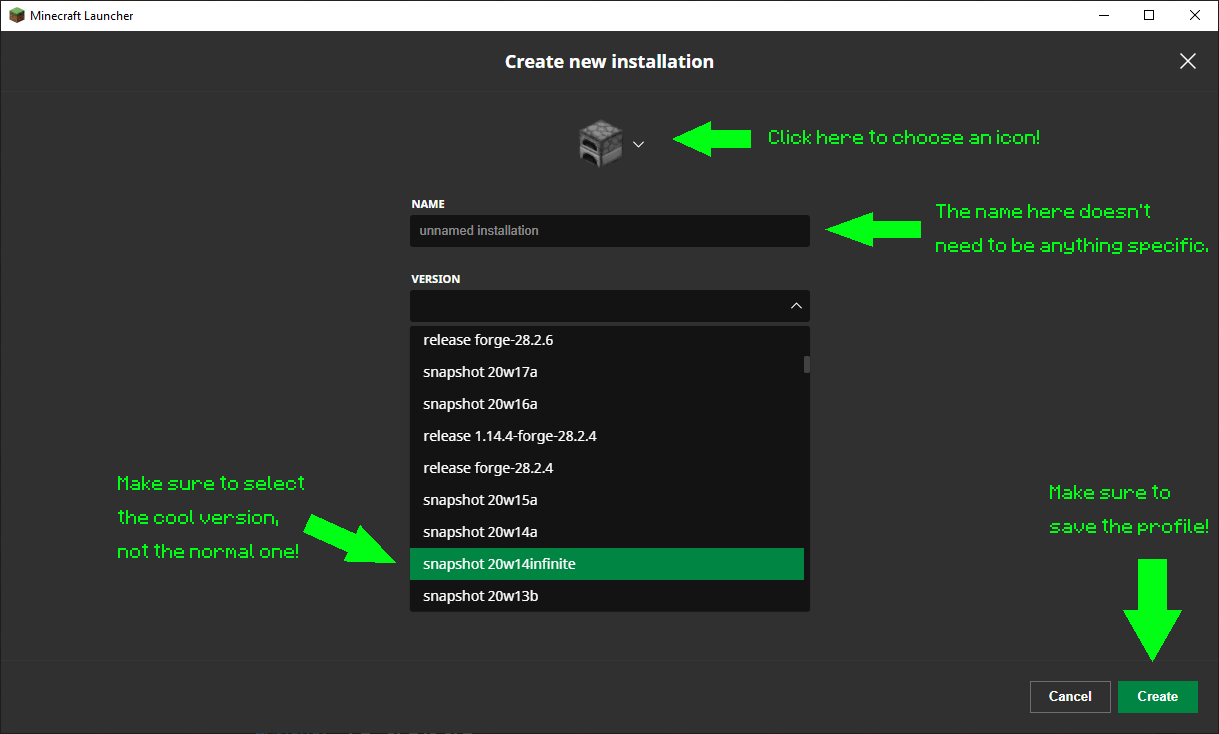 Minecraft Launcher
Create new installation
Click here to choose an icon!
NAME
unnamed installation
The name here doesn't
need to be anything specific.
VERSION
release forge-28.2.6
snapshot 20w17a
snapshot 20w16a
release 1.14.4-forge-28.2.4
release forge-28.2.4
snapshot 20w15a
snapshot 20w14a
snapshot 20w14infinite
snapshot 20w13b
Make sure to select
the cool version,
not the normal one!
Make sure to
save the profile!
Cancel
Create